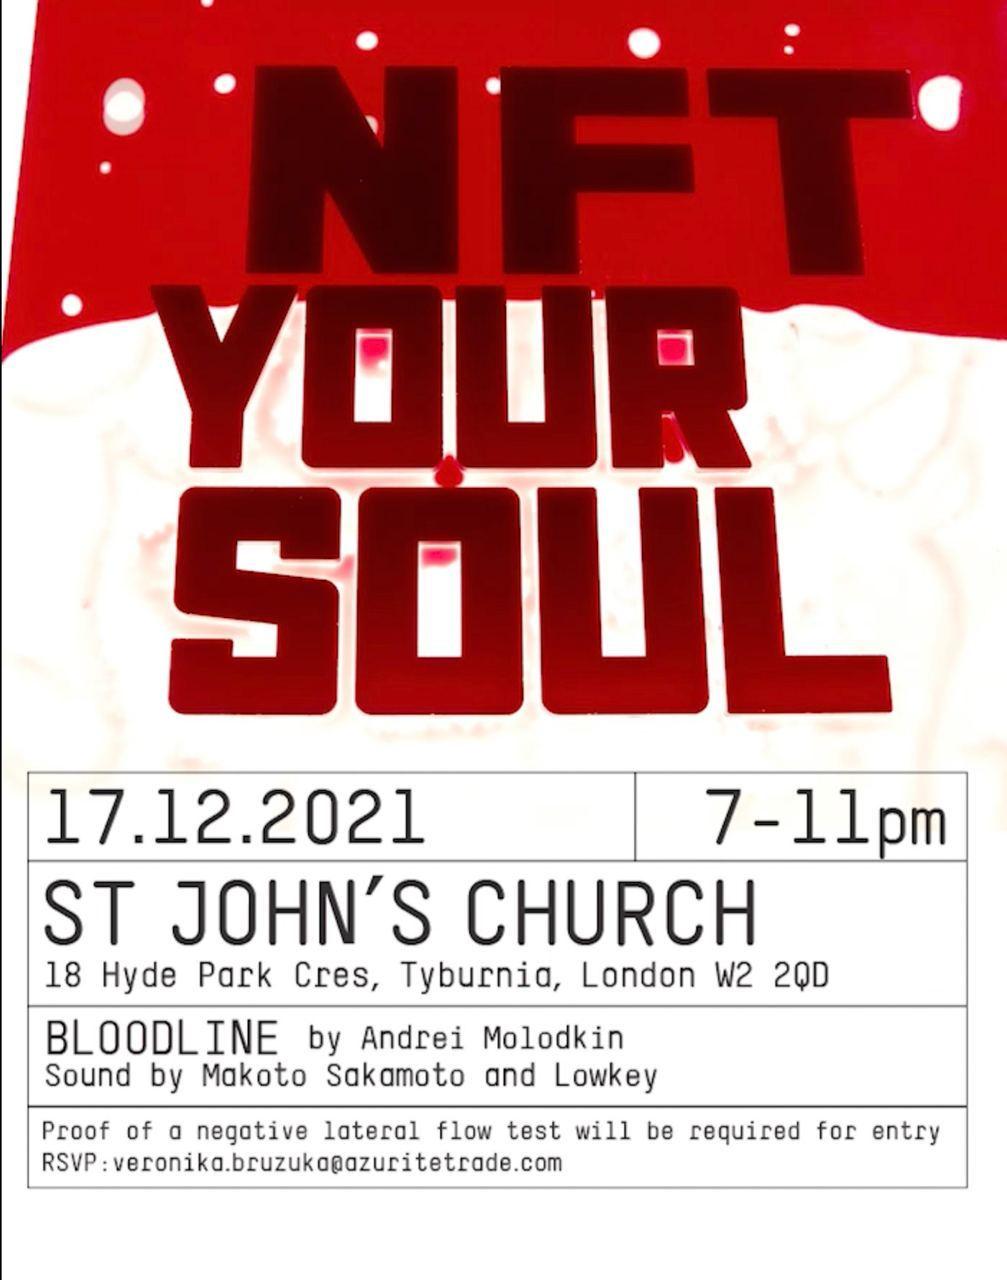 NFT
YOUR
SOUL
17.12.2021
7-11pm
ST JOHN'S CHURCH
18 Hyde Park Cres, Tyburnia, London W2 2QD
BLOODLINE by Andrei Molodkin
Sound by Makoto Sakamoto and Lowkey
Proof of a negative lateral flow test will be required for entry
RSVP:veronika.bruzuka@azuritetrade.com